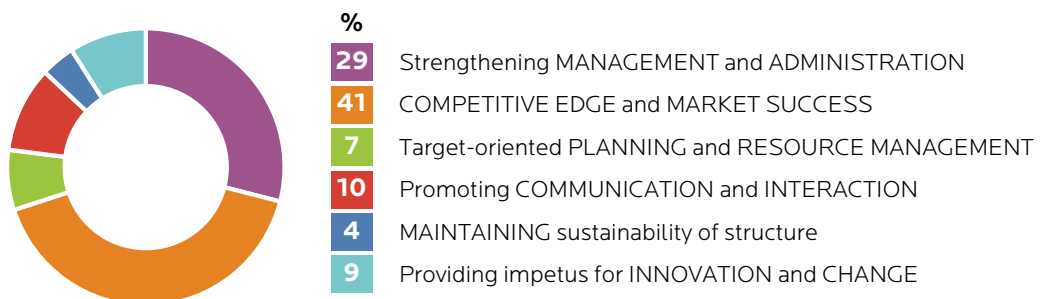 %
29 Strengthening MANAGEMENT and ADMINISTRATION
41 COMPETITIVE EDGE and MARKET SUCCESS
7 Target-oriented PLANNING and RESOURCE MANAGEMENT
10 Promoting COMMUNICATION and INTERACTION
4 MAINTAINING sustainability of structure
9 Providing impetus for INNOVATION and CHANGE